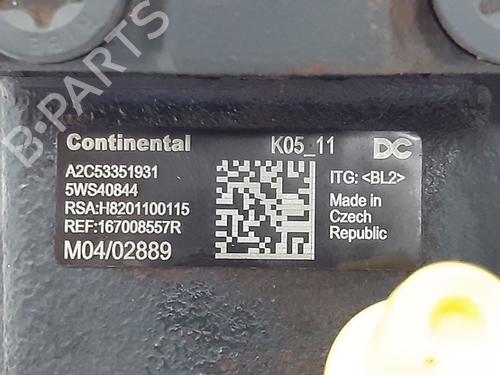 B-PARTS
Continental
K05_11
DC
A2C53351931
5WS40844
RSA:H8201100115
REF:167008557R
M04/02889
ITG: <BL2>
Made in
Czech
Republic